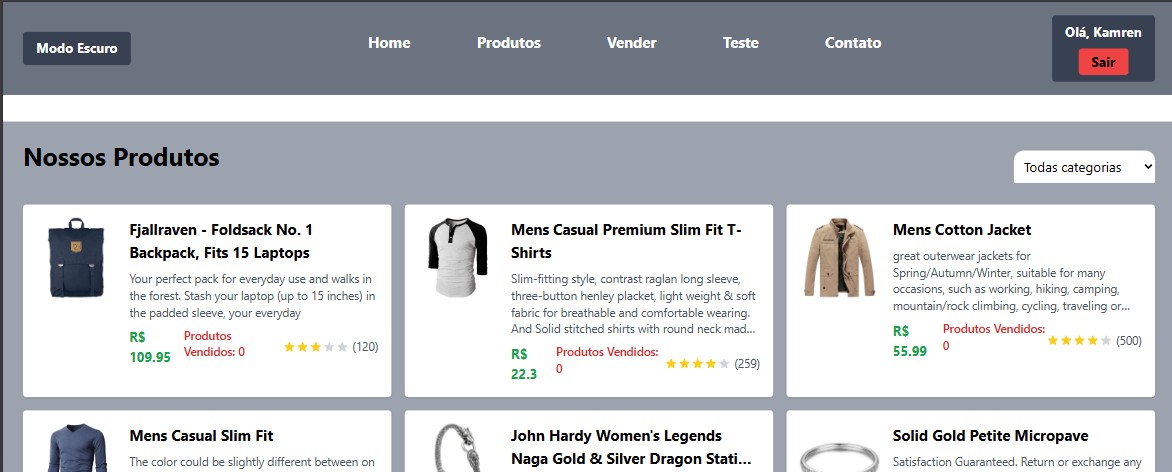 Modo Escuro
Home
Produtos
Vender
Teste
Contato
Olá, Kamren
Sair
Nossos Produtos
Todas categorias
Fjallraven - Foldsack No. 1
Backpack, Fits 15 Laptops
Your perfect pack for everyday use and walks in
the forest. Stash your laptop (up to 15 inches) in
the padded sleeve, your everyday
R$
109.95
Produtos
Vendidos: 0
(120)
Mens Casual Premium Slim Fit T-
Shirts
Slim-fitting style, contrast raglan long sleeve,
three-button henley placket, light weight & soft
fabric for breathable and comfortable wearing.
And Solid stitched shirts with round neck mad...
R$
22.3
Produtos Vendidos:
0
(259)
Mens Cotton Jacket
great outerwear jackets for
Spring/Autumn/Winter, suitable for many
occasions, such as working, hiking, camping,
mountain/rock climbing, cycling, traveling or...
R$
55.99
Produtos Vendidos:
0
(500)
Mens Casual Slim Fit
The color could be slightly different between on
John Hardy Women's Legends
Naga Gold & Silver Dragon Stati...
Solid Gold Petite Micropave
Satisfaction Guaranteed. Return or exchange any